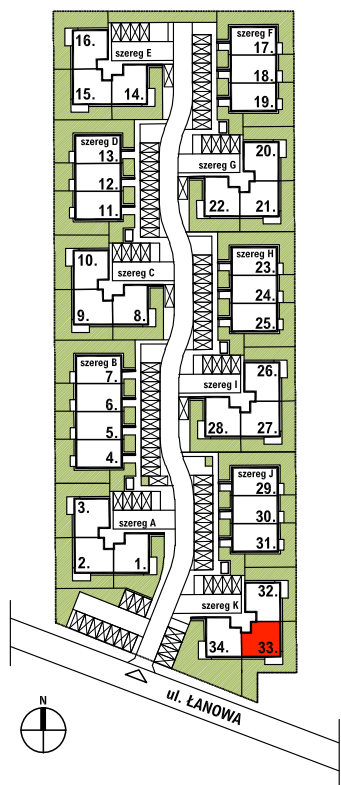 16.
szereg E
15.
14.
szereg F
17.
18.
19.
szereg D
13.
12.
11.
szereg G
20.
22.
21.
10.
szereg C
9.
8.
szereg H
23.
24.
25.
szereg B
7.
6.
5.
4.
26.
szereg I
28.
27.
3.
szereg A
2.
1.
szereg J
29.
30.
31.
szereg K
32.
34.
33.
ul. ŁANOWA
N